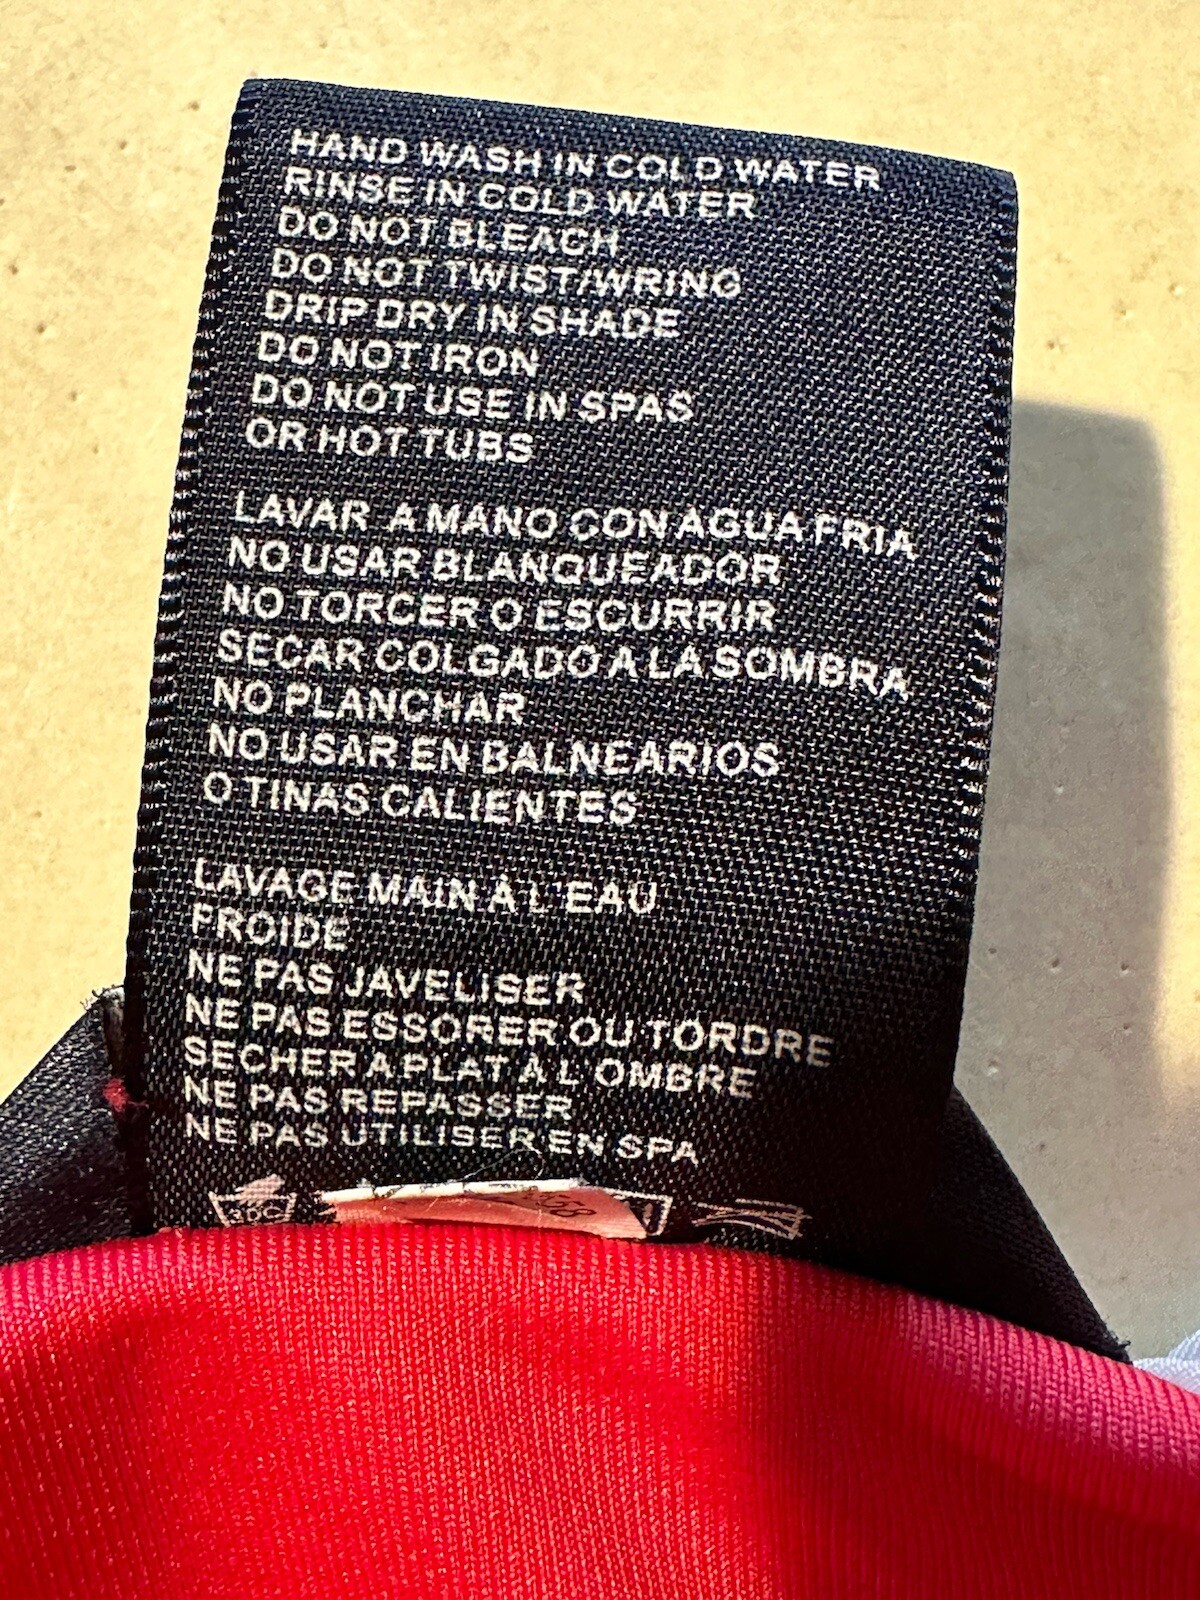 HAND WASH IN COLD WATER
RINSE IN COLD WATER
DO NOT BLEACH
DO NOT TWIST/WRING
DRIP DRY IN SHADE
DO NOT IRON
DO NOT USE IN SPAS
OR HOT TUBS
LAVAR A MANO CON AGUA FRIA
NO USAR BLANQUEADOR
NO TORCER O ESCURRIR
SECAR COLGADO A LA SOMBRA
NO PLANCHAR
NO USAR EN BALNEARIOS
O TINAS CALIENTES
LAVAGE MAIN À L'EAU
FROIDE
NE PAS JAVELISER
NE PAS ESSORER OU TORDRE
SECHER A PLAT À L'OMBRE
NE PAS REPASSER
NE PAS UTILISER EN SPA